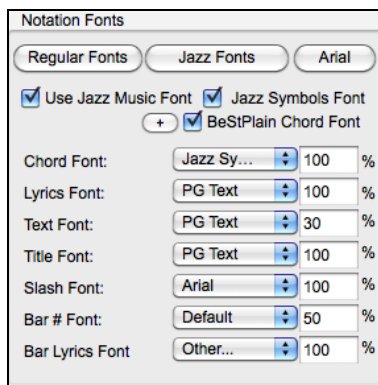 Notation Fonts
Regular Fonts Jazz Fonts Arial
Use Jazz Music Font Jazz Symbols Font
+ BeStPlain Chord Font
Chord Font: Jazz Sy... 100 %
Lyrics Font: PG Text 100 %
Text Font: PG Text 30 %
Title Font: PG Text 100 %
Slash Font: Arial 100 %
Bar # Font: Default 50 %
Bar Lyrics Font Other... 100 %